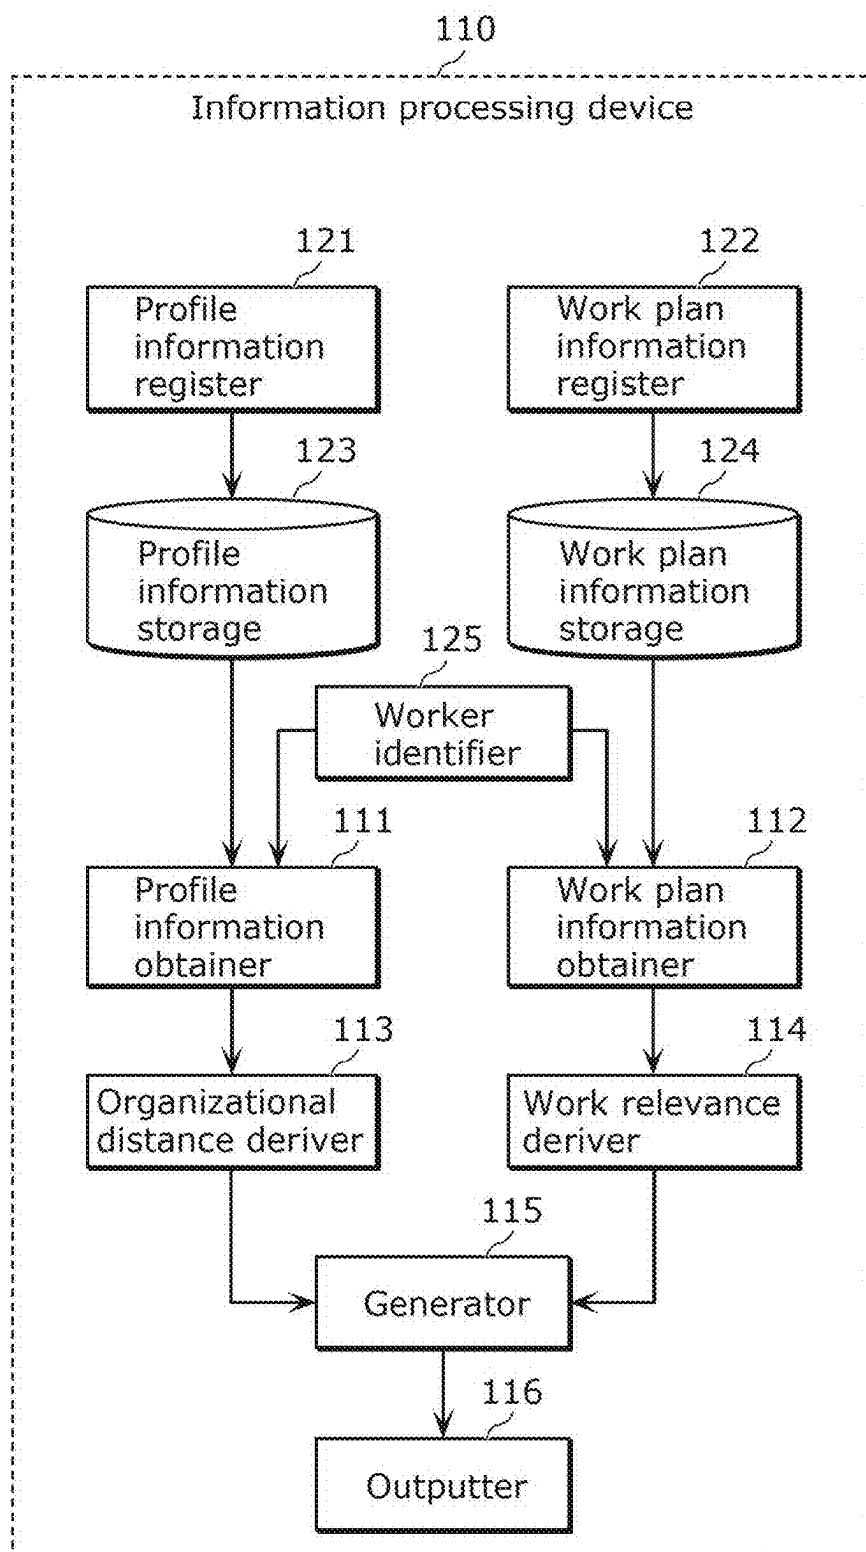 110
Information processing device
121
122
Profile
information
register
Work plan
information
register
123
124
Profile
information
storage
Work plan
information
storage
125
Worker
identifier
111
112
Profile
information
obtainer
Work plan
information
obtainer
113
114
Organizational
distance deriver
Work relevance
deriver
115
Generator
116
Outputter